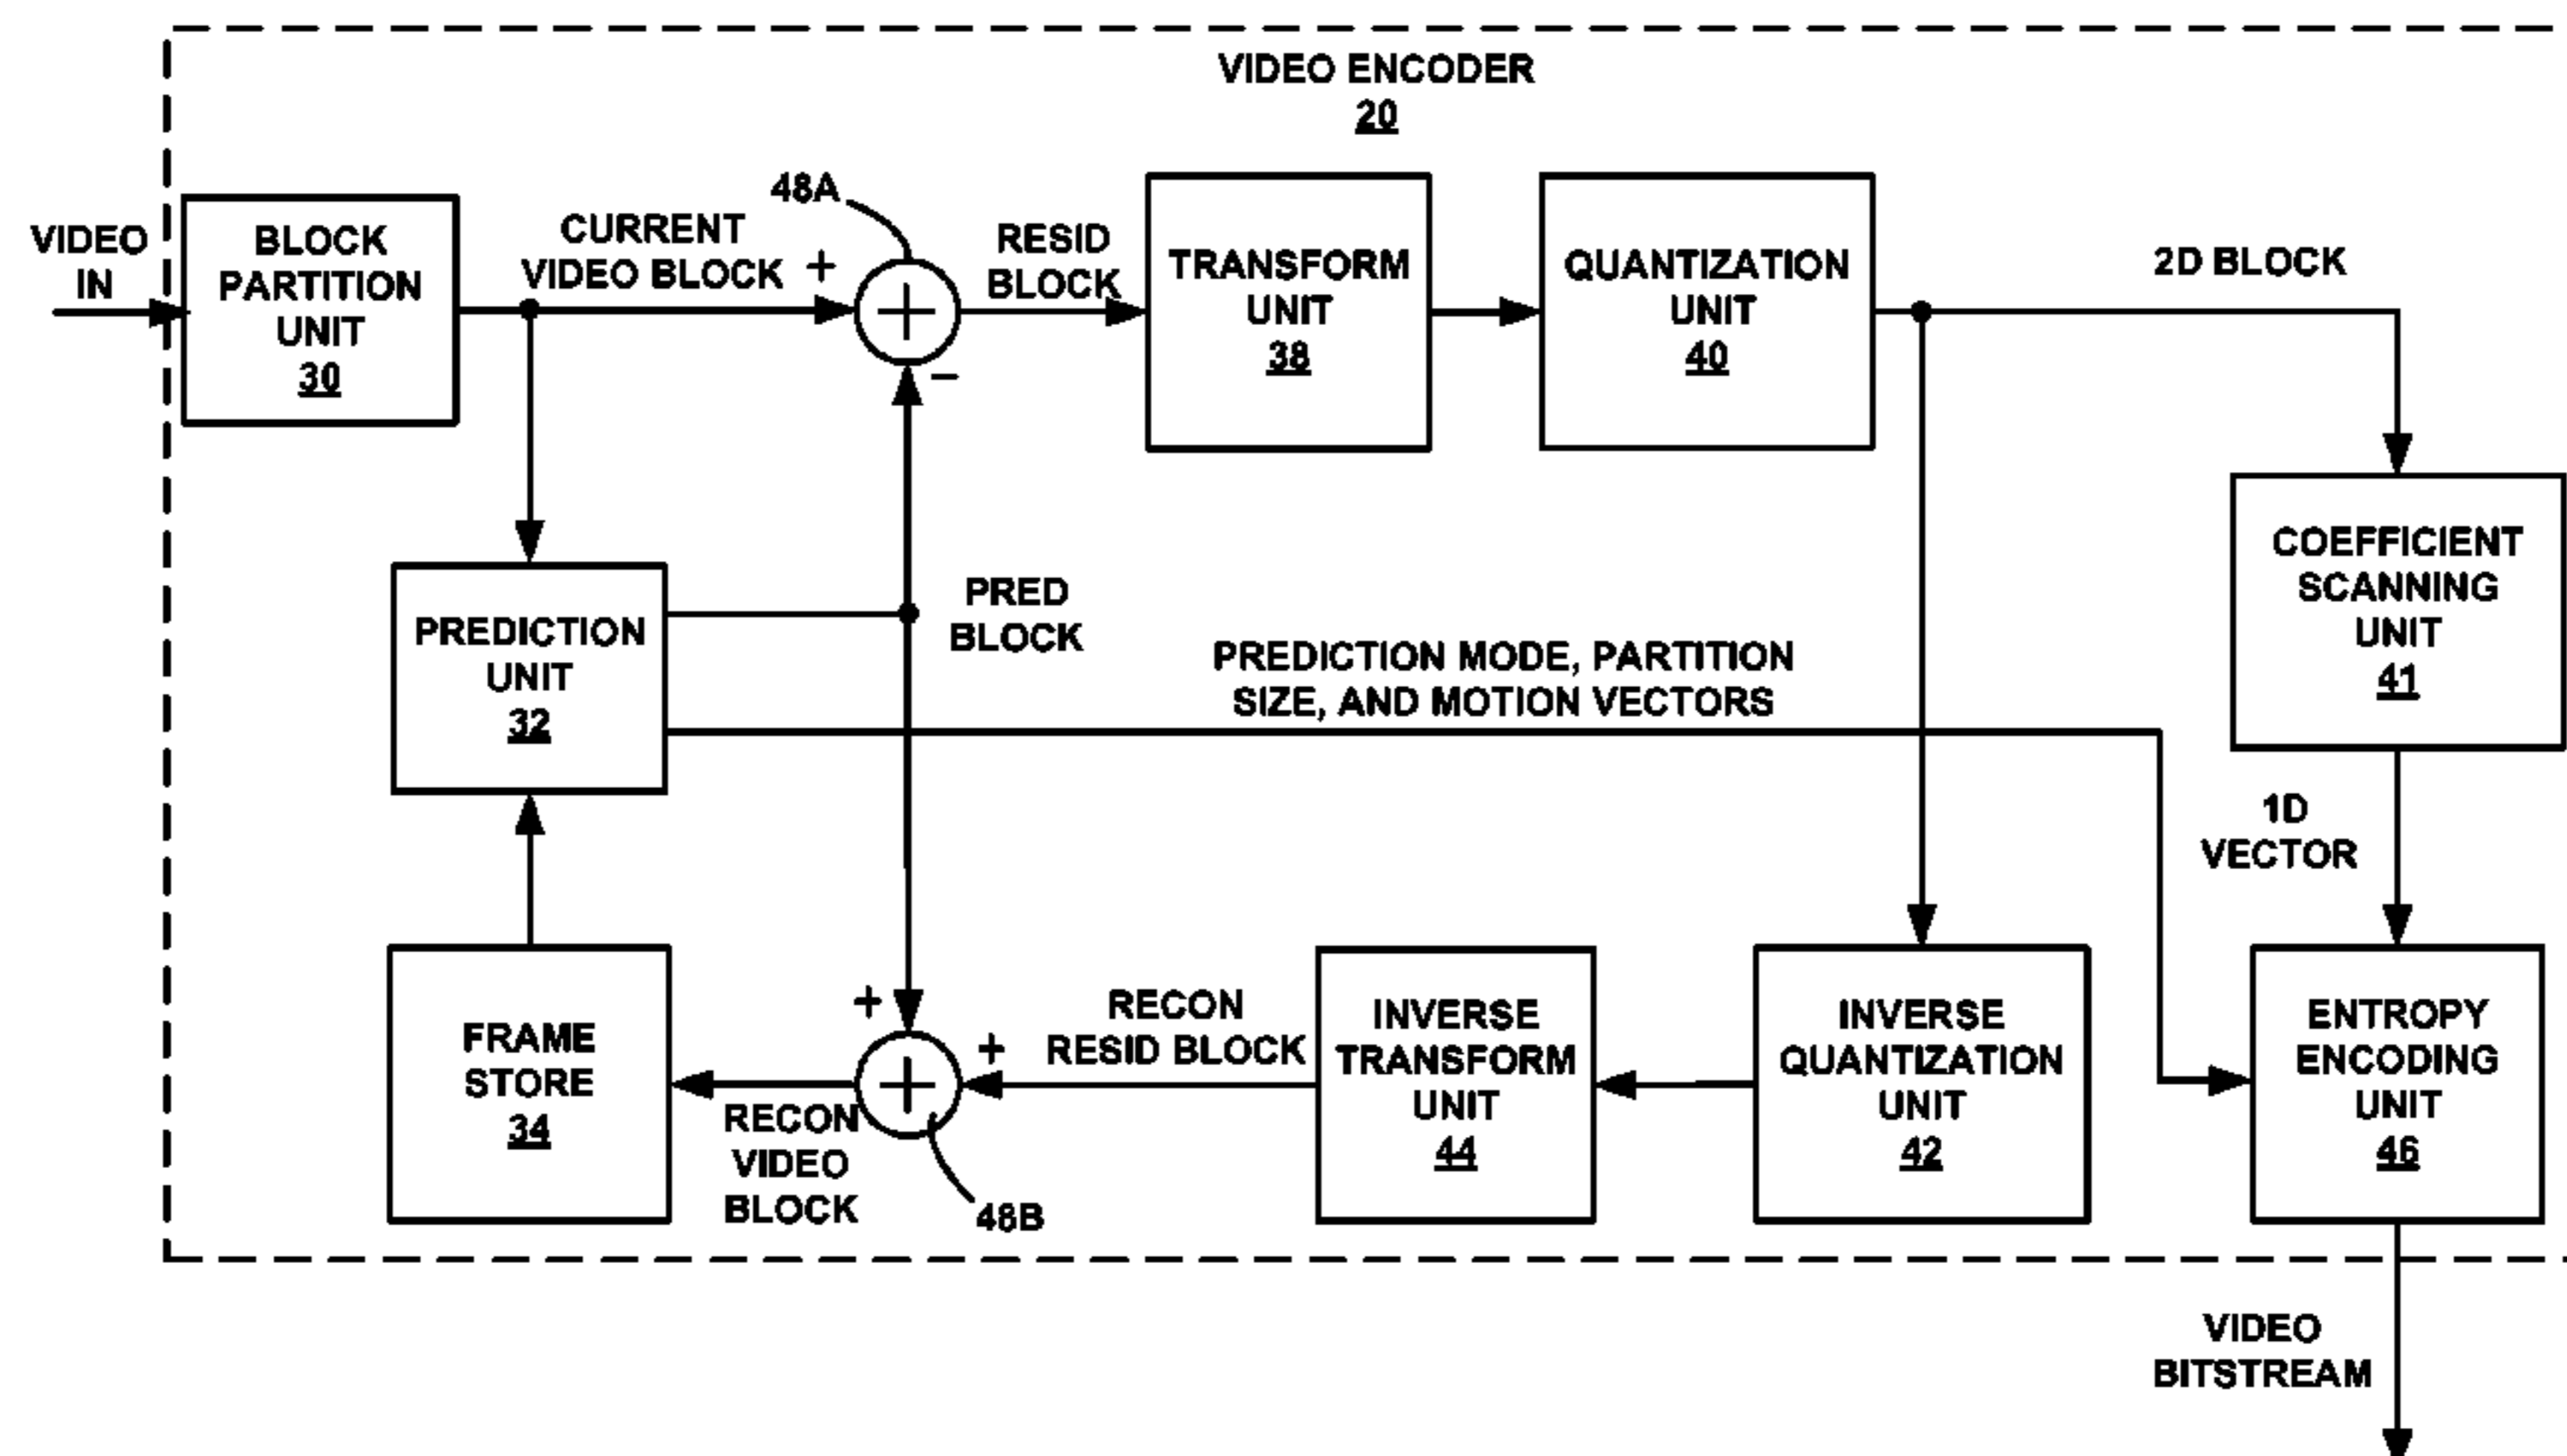 VIDEO ENCODER
20
VIDEO
IN
BLOCK
PARTITION
UNIT
30
CURRENT
VIDEO BLOCK
+
48A
+
−
RESID
BLOCK
TRANSFORM
UNIT
38
QUANTIZATION
UNIT
40
2D BLOCK
COEFFICIENT
SCANNING
UNIT
41
PREDICTION
UNIT
32
PRED
BLOCK
PREDICTION MODE, PARTITION
SIZE, AND MOTION VECTORS
1D
VECTOR
FRAME
STORE
34
RECON
VIDEO
BLOCK
+
+
+
48B
RECON
RESID BLOCK
INVERSE
TRANSFORM
UNIT
44
INVERSE
QUANTIZATION
UNIT
42
ENTROPY
ENCODING
UNIT
46
VIDEO
BITSTREAM